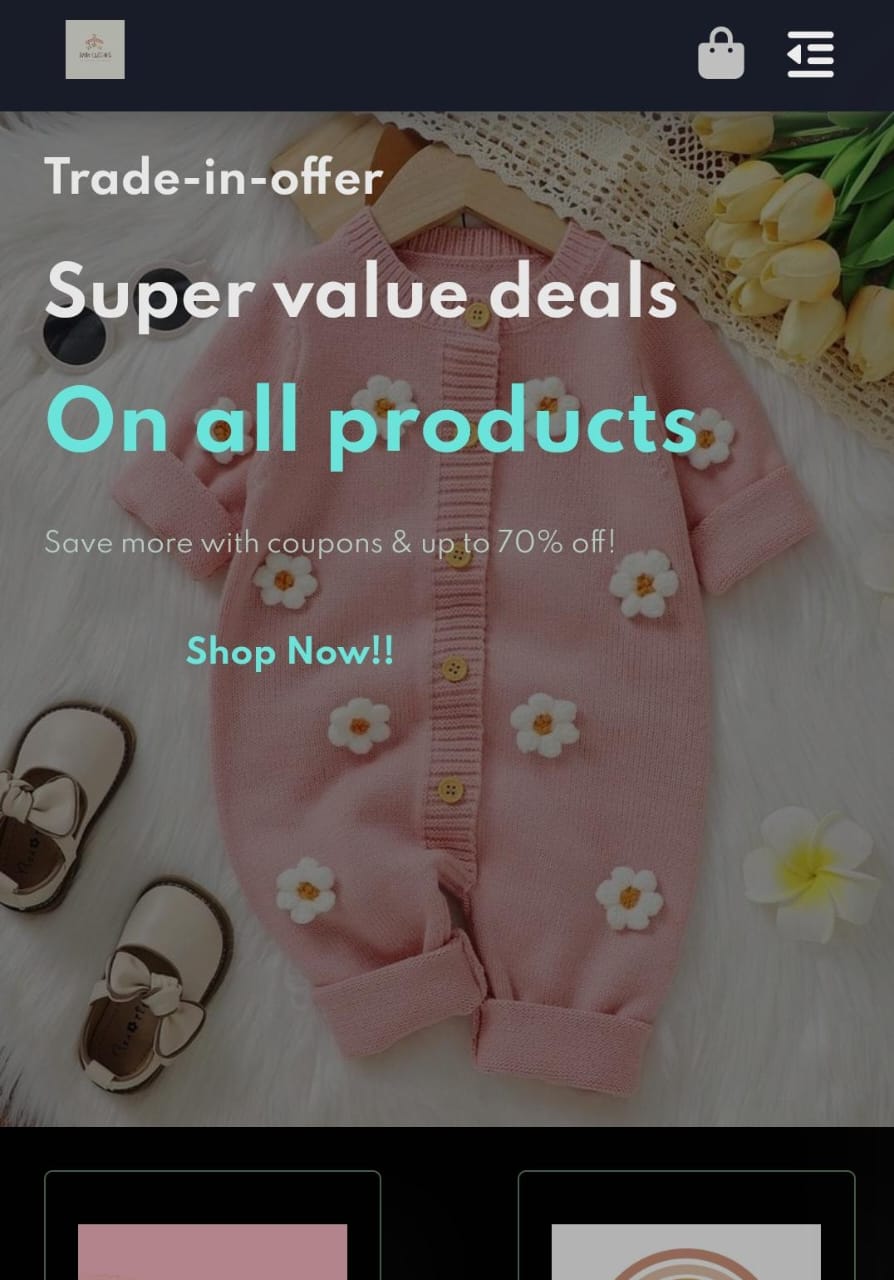 Trade-in-offer
Super value deals
On all products
Save more with coupons & up to 70% off!
Shop Now!!